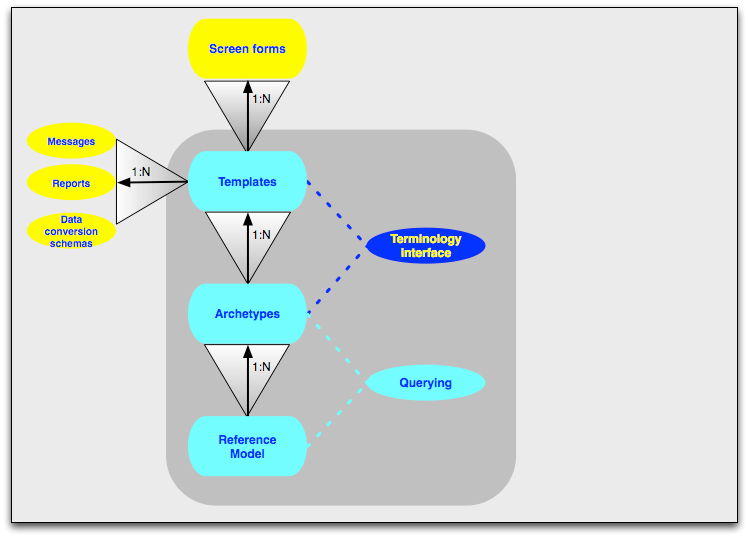 Screen forms
1:N
Messages
1:N
Reports
Data
conversion
schemas
Templates
1:N
Terminology
Interface
Archetypes
1:N
Querying
Reference
Model